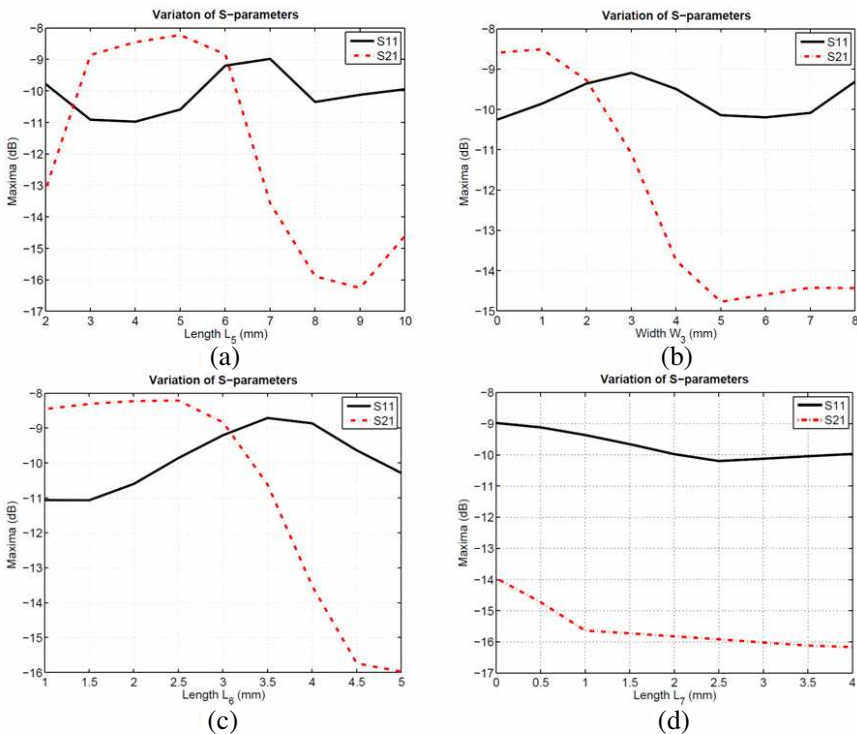 Variaton of S-parameters
S11
S21
Maxima (dB)
-8
-9
-10
-11
-12
-13
-14
-15
-16
-17
2 3 4 5 6 7 8 9 10
Length L5 (mm)
(a)
Variation of S-parameters
S11
S21
Maxima (dB)
-8
-9
-10
-11
-12
-13
-14
-15
0 1 2 3 4 5 6 7 8
Width W3 (mm)
(b)
Variation of S-parameters
S11
S21
Maxima (dB)
-8
-9
-10
-11
-12
-13
-14
-15
-16
1 1.5 2 2.5 3 3.5 4 4.5 5
Length L6 (mm)
(c)
Variation of S-parameters
S11
S21
Maxima (dB)
-8
-9
-10
-11
-12
-13
-14
-15
-16
-17
0 0.5 1 1.5 2 2.5 3 3.5 4
Length L7 (mm)
(d)